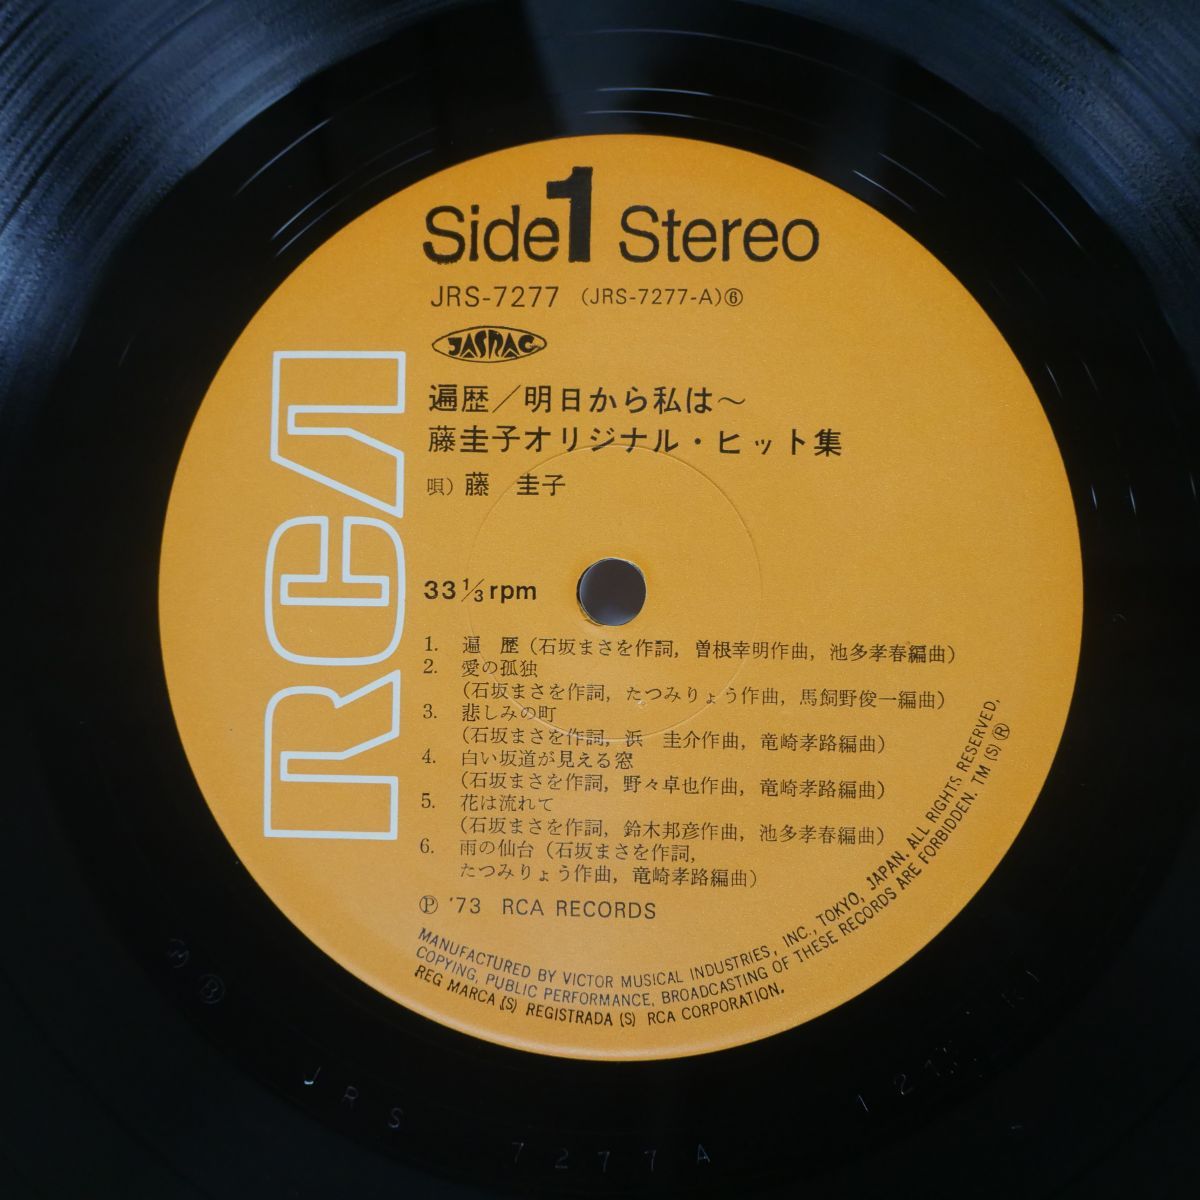 Side 1 Stereo
JRS-7277 (JRS-7277-A)⑥
JASRAC
遍歴/明日から私は〜
藤圭子オリジナル・ヒット集
唄)藤 圭子
RCA
33 1/3 rpm
1. 遍 歴(石坂まさを作詞, 曽根幸明作曲, 池多孝春編曲)
2. 愛の孤独
(石坂まさを作詞, たつみりょう作曲, 馬飼野俊一編曲)
3. 悲しみの町
(石坂まさを作詞, 浜 圭介作曲, 竜崎孝路編曲)
4. 白い坂道が見える窓
(石坂まさを作詞, 野々卓也作曲, 竜崎孝路編曲)
5. 花は流れて
(石坂まさを作詞, 鈴木邦彦作曲, 池多孝春編曲)
6. 雨の仙台(石坂まさを作詞,
たつみりょう作曲, 竜崎孝路編曲)
Ⓟ '73 RCA RECORDS
MANUFACTURED BY VICTOR MUSICAL INDUSTRIES, INC., TOKYO, JAPAN. ALL RIGHTS RESERVED,
COPYING, PUBLIC PERFORMANCE, BROADCASTING OF THESE RECORDS ARE FORBIDDEN. TM (S) ®
REG MARCA (S) REGISTRADA (S) RCA CORPORATION.
JRS 7277A